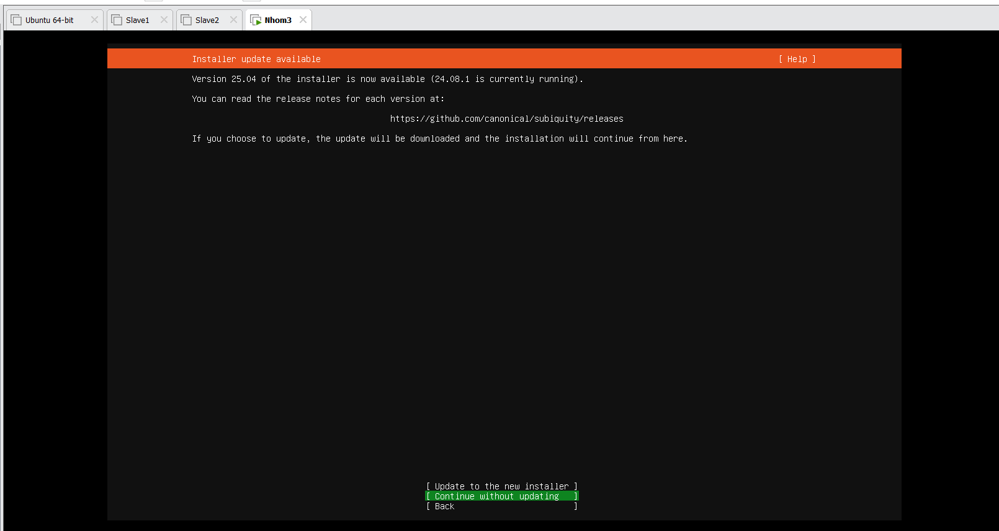 Ubuntu 64-bit
Slave1
Slave2
Nhom3
Installer update available [ Help ]
Version 25.04 of the installer is now available (24.08.1 is currently running).
You can read the release notes for each version at:
https://github.com/canonical/subiquity/releases
If you choose to update, the update will be downloaded and the installation will continue from here.
[ Update to the new installer ]
[ Continue without updating ]
[ Back ]